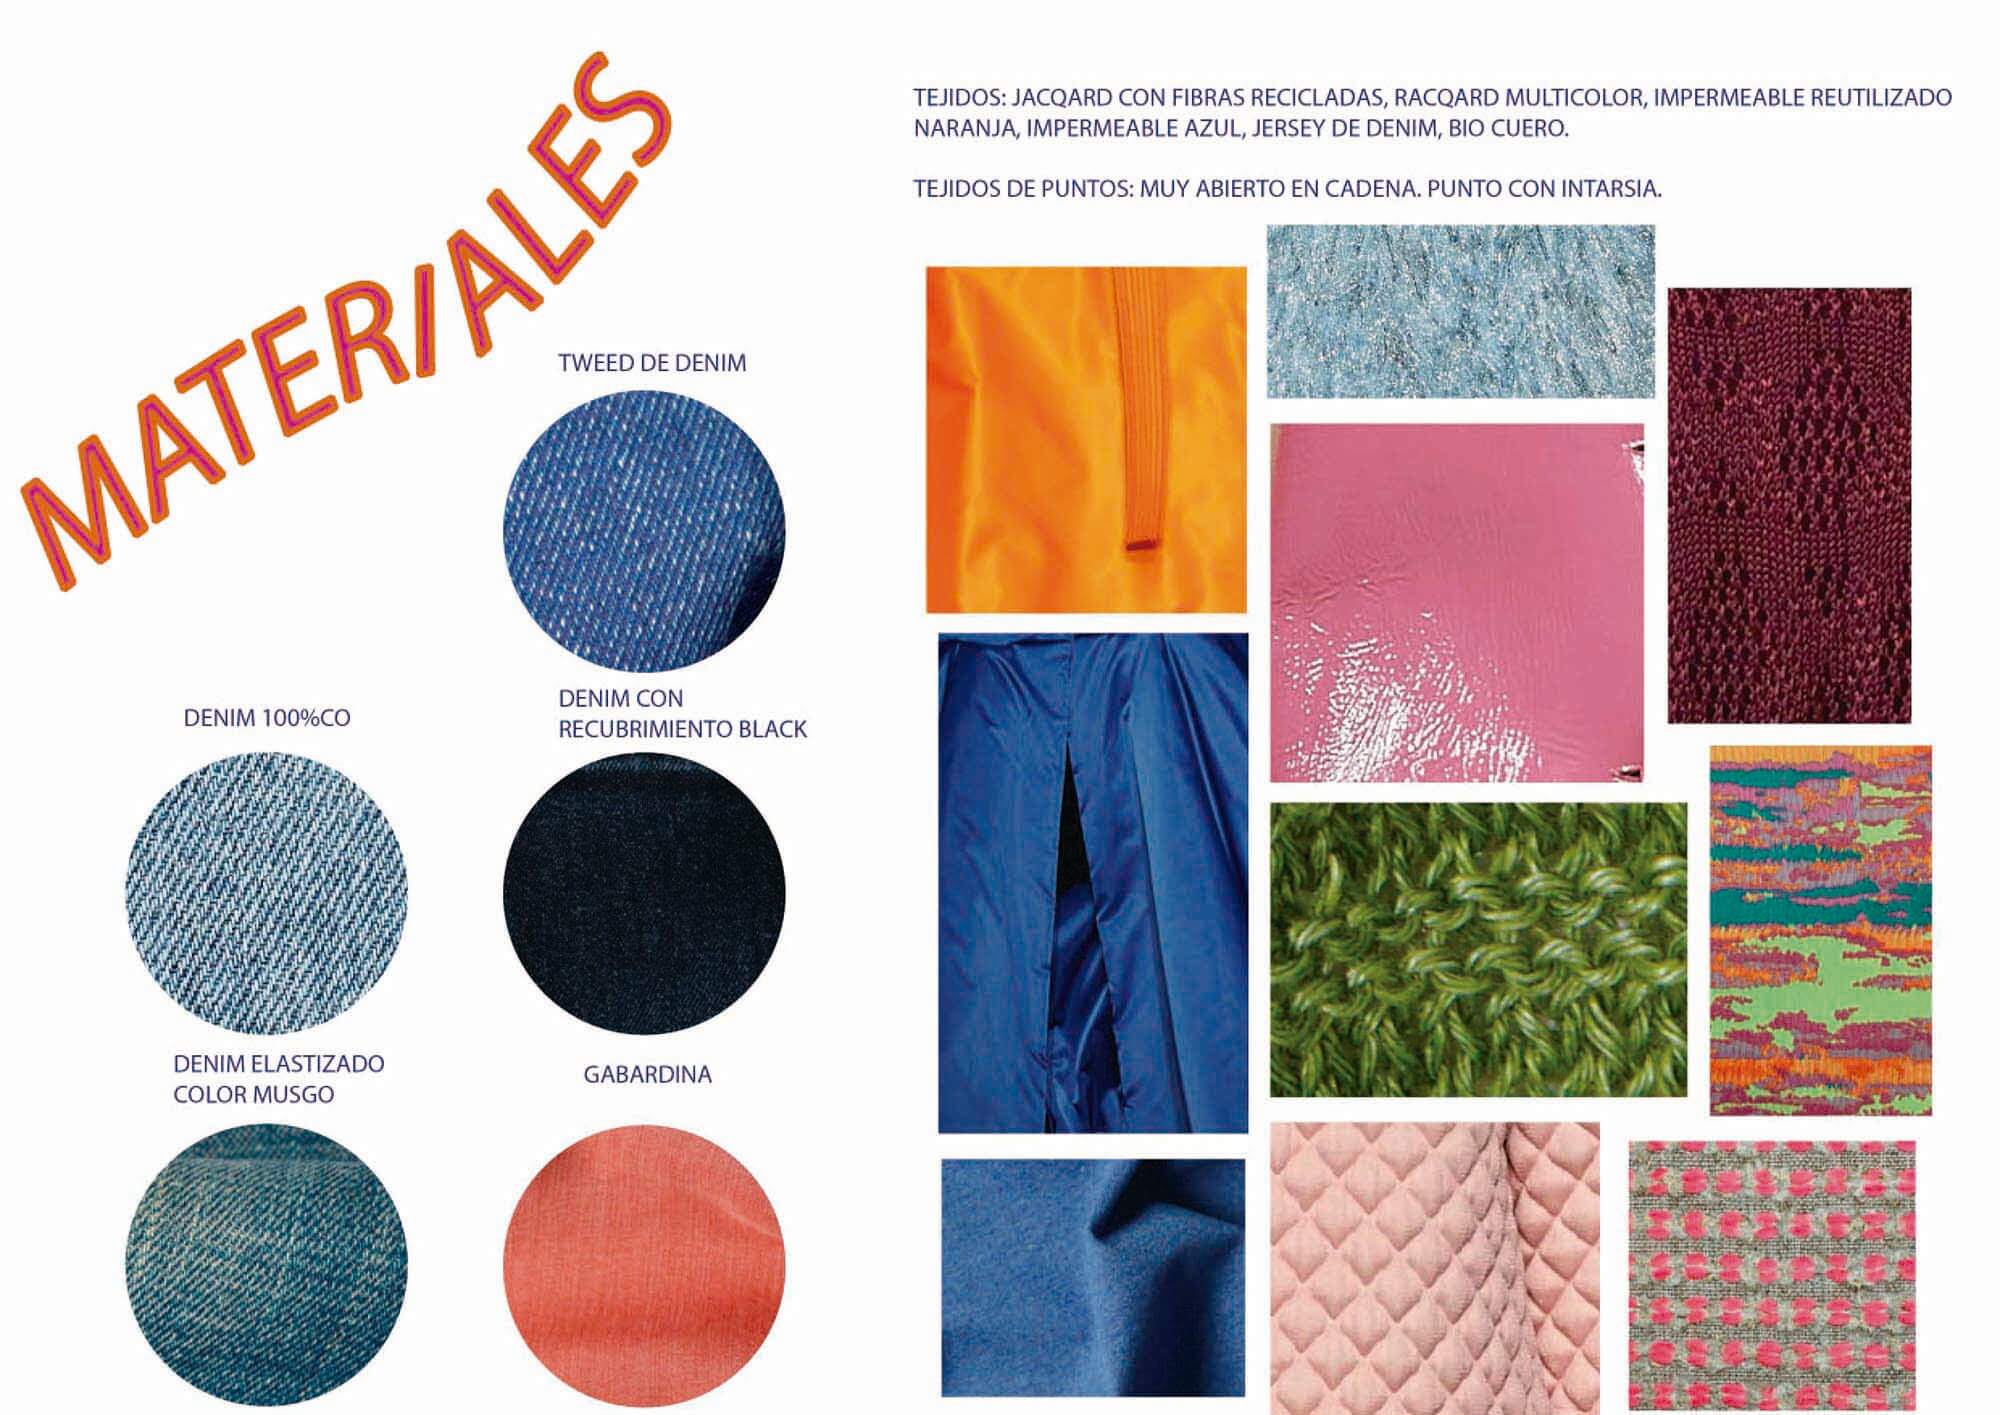 MATERIALES
TEJIDOS: JACQARD CON FIBRAS RECICLADAS, RACQARD MULTICOLOR, IMPERMEABLE REUTILIZADO
NARANJA, IMPERMEABLE AZUL, JERSEY DE DENIM, BIO CUERO.
TEJIDOS DE PUNTOS: MUY ABIERTO EN CADENA. PUNTO CON INTARSIA.
TWEED DE DENIM
DENIM 100%CO
DENIM CON
RECUBRIMIENTO BLACK
DENIM ELASTIZADO
COLOR MUSGO
GABARDINA